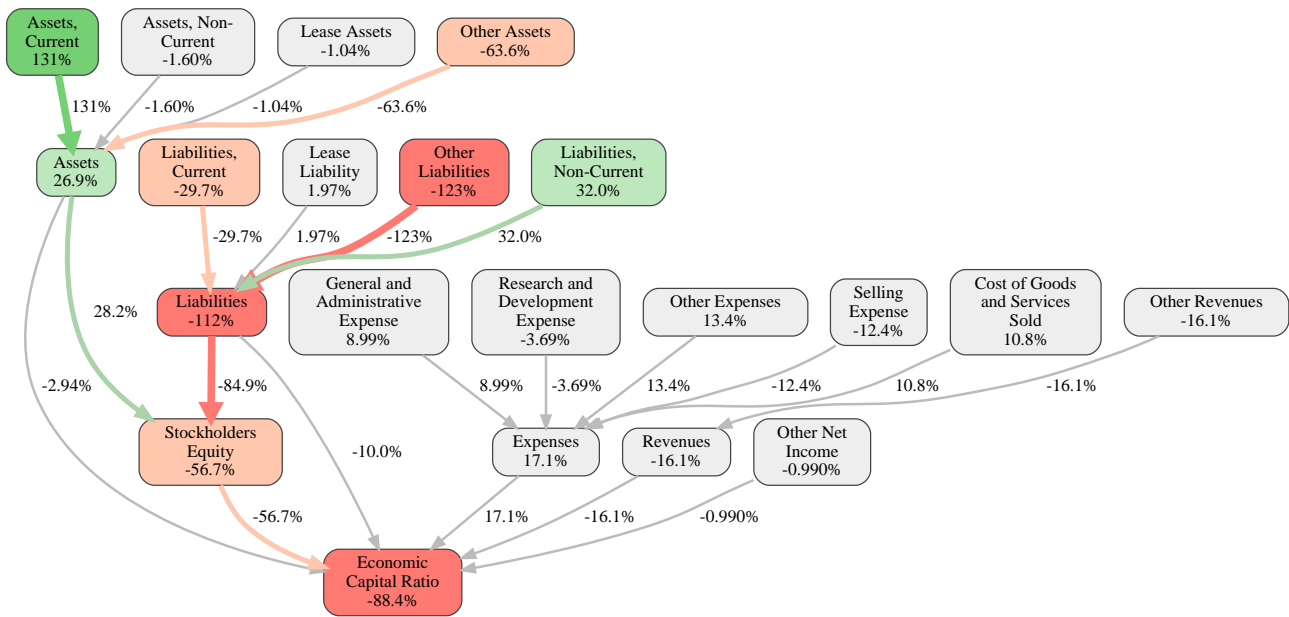 Assets,
Current
131%
Assets, Non-
Current
-1.60%
Lease Assets
-1.04%
Other Assets
-63.6%
131%
-1.60%
-1.04%
-63.6%
Assets
26.9%
Liabilities,
Current
-29.7%
Lease
Liability
1.97%
Other
Liabilities
-123%
Liabilities,
Non-Current
32.0%
-29.7%
1.97%
-123%
32.0%
Liabilities
-112%
General and
Administrative
Expense
8.99%
Research and
Development
Expense
-3.69%
Other Expenses
13.4%
Selling
Expense
-12.4%
Cost of Goods
and Services
Sold
10.8%
Other Revenues
-16.1%
28.2%
-2.94%
-84.9%
8.99%
-3.69%
13.4%
-12.4%
10.8%
-16.1%
Stockholders
Equity
-56.7%
-10.0%
Expenses
17.1%
Revenues
-16.1%
Other Net
Income
-0.990%
-56.7%
17.1%
-16.1%
-0.990%
Economic
Capital Ratio
-88.4%